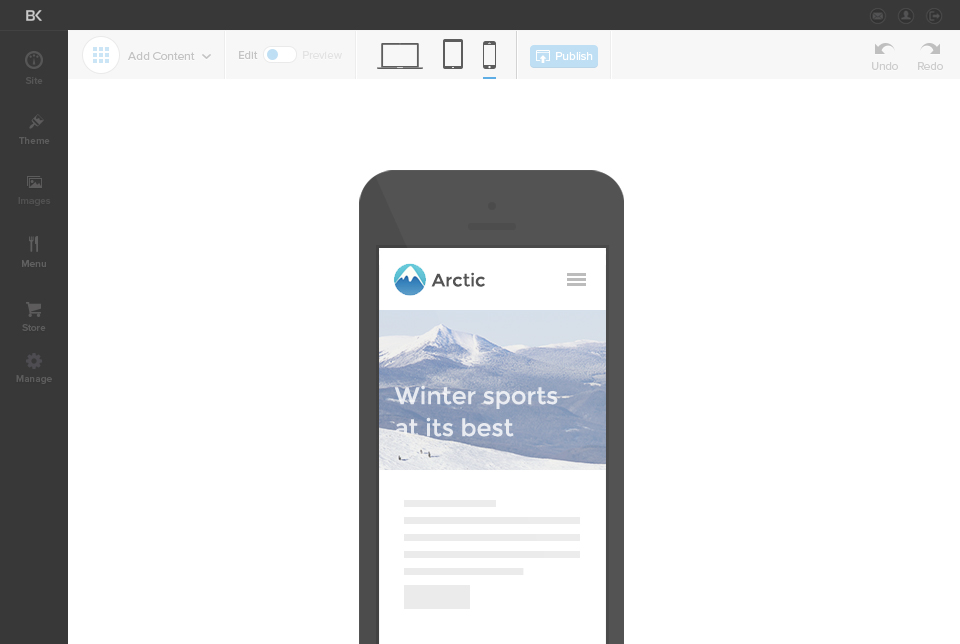 BK
Site
Theme
Images
Menu
Store
Manage
Add Content
Edit
Preview
Publish
Undo
Redo
Arctic
Winter sports
at its best